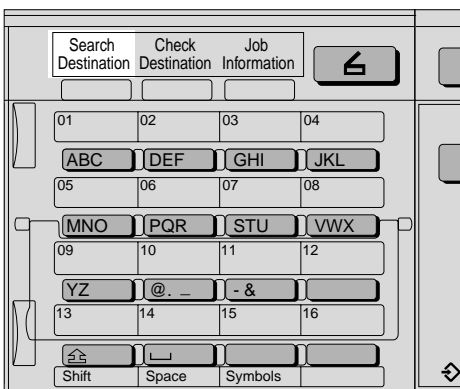 Search Check Job
Destination Destination Information
01 02 03 04
ABC DEF GHI JKL
05 06 07 08
MNO PQR STU VWX
09 10 11 12
YZ @. _ - &
13 14 15 16
Shift Space Symbols